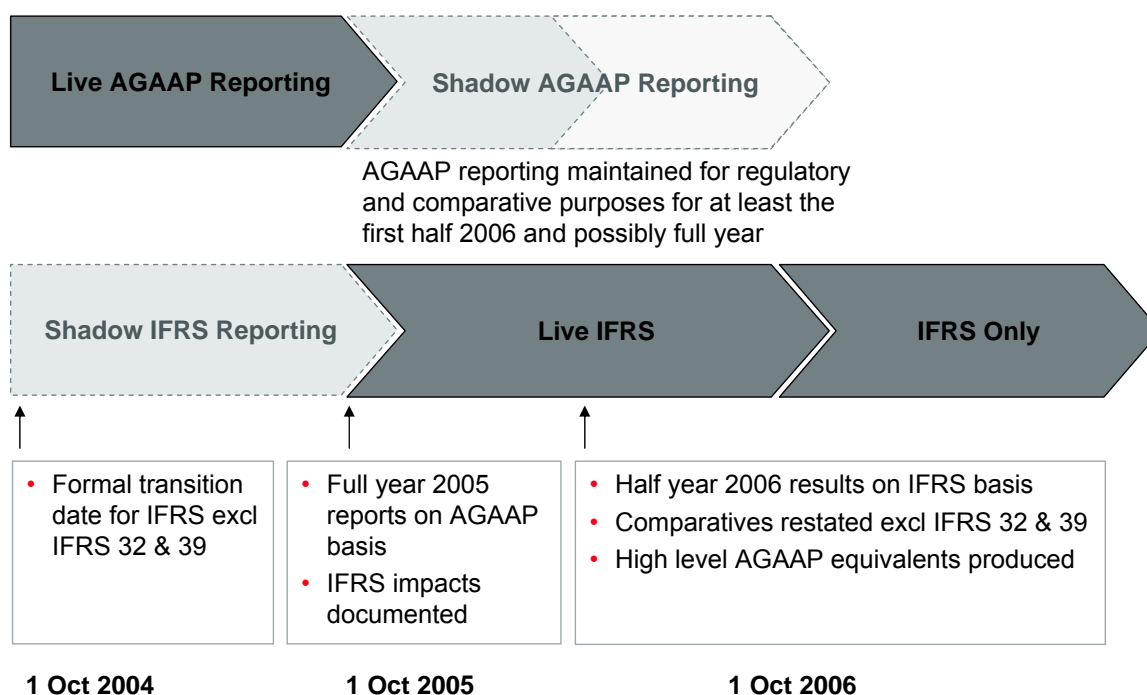 Live AGAAP Reporting
Shadow AGAAP Reporting
AGAAP reporting maintained for regulatory
and comparative purposes for at least the
first half 2006 and possibly full year
Shadow IFRS Reporting
Live IFRS
IFRS Only
• Formal transition
date for IFRS excl
IFRS 32 & 39
• Full year 2005
reports on AGAAP
basis
• IFRS impacts
documented
• Half year 2006 results on IFRS basis
• Comparatives restated excl IFRS 32 & 39
• High level AGAAP equivalents produced
1 Oct 2004
1 Oct 2005
1 Oct 2006